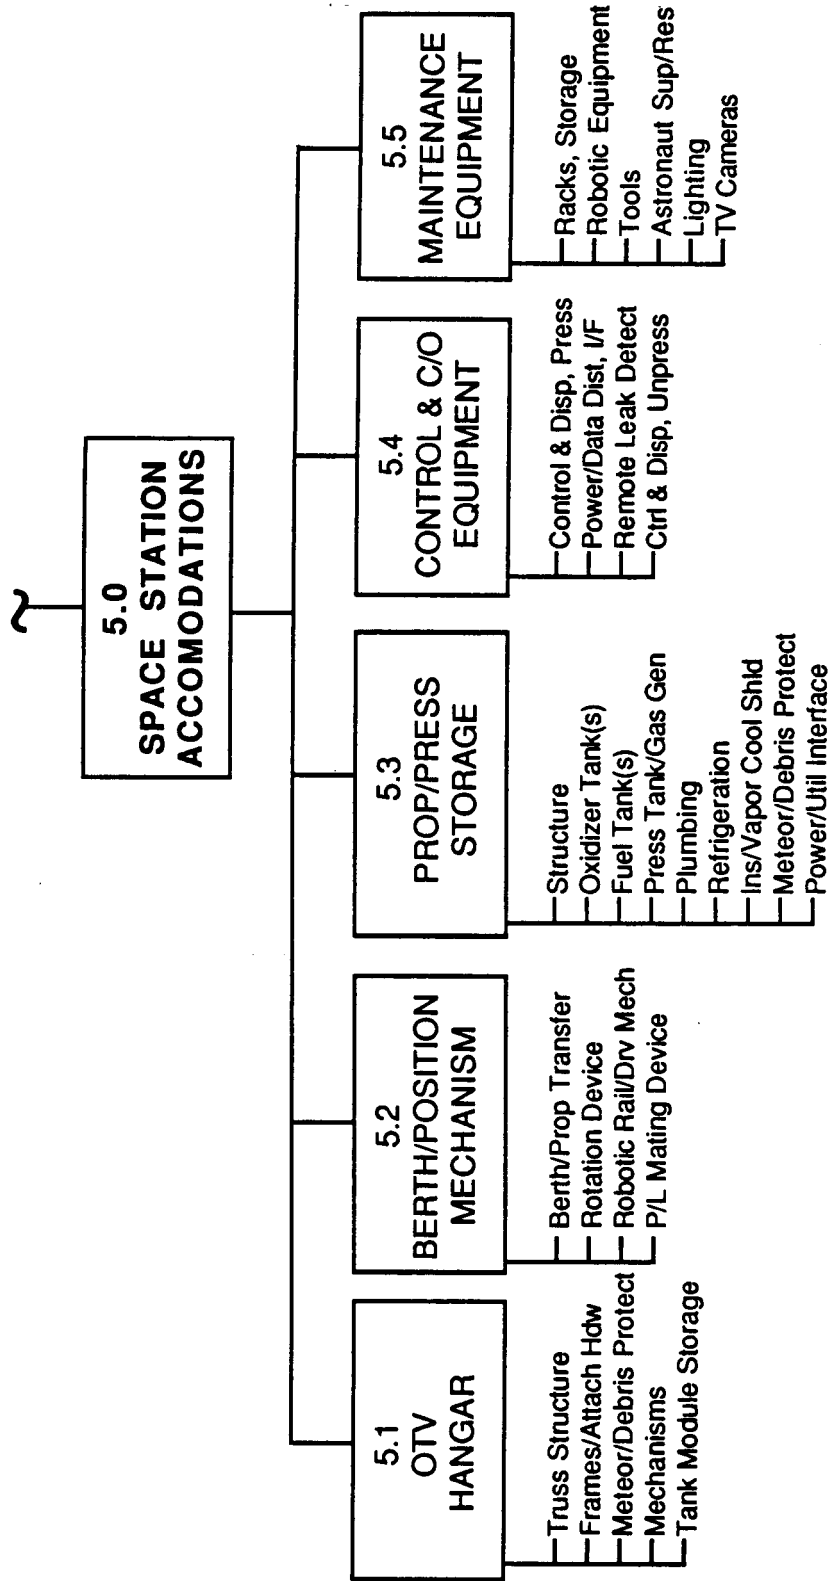 5.0
SPACE STATION
ACCOMODATIONS
5.1
OTV
HANGAR
Truss Structure
Frames/Attach Hdw
Meteor/Debris Protect
Mechanisms
Tank Module Storage
5.2
BERTH/POSITION
MECHANISM
Berth/Prop Transfer
Rotation Device
Robotic Rail/Drv Mech
P/L Mating Device
5.3
PROP/PRESS
STORAGE
Structure
Oxidizer Tank(s)
Fuel Tank(s)
Press Tank/Gas Gen
Plumbing
Refrigeration
Ins/Vapor Cool Shld
Meteor/Debris Protect
Power/Util Interface
5.4
CONTROL & C/O
EQUIPMENT
Control & Disp, Press
Power/Data Dist, I/F
Remote Leak Detect
Ctrl & Disp, Unpress
5.5
MAINTENANCE
EQUIPMENT
Racks, Storage
Robotic Equipment
Tools
Astronaut Sup/Res
Lighting
TV Cameras